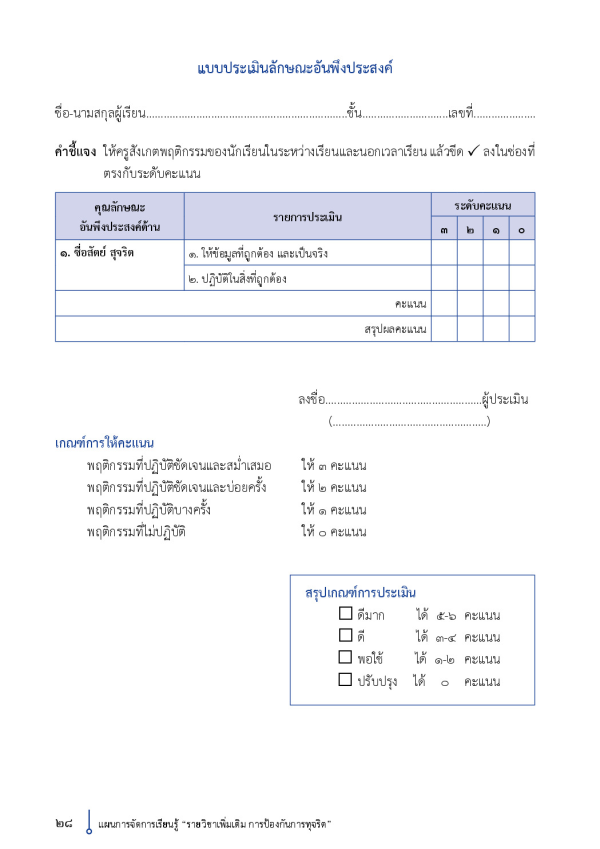 แบบประเมินลักษณะอันพึงประสงค์
ชื่อ-นามสกุลผู้เรียน....................................................................ชั้น.............................เลขที่.....................
คำชี้แจง ให้ครูสังเกตพฤติกรรมของนักเรียนในระหว่างเรียนและนอกเวลาเรียน แล้วขีด ✓ ลงในช่องที่
ตรงกับระดับคะแนน
คุณลักษณะ
อันพึงประสงค์ด้าน
รายการประเมิน
ระดับคะแนน
๓ ๒ ๑ ๐
๑. ซื่อสัตย์ สุจริต
๑. ให้ข้อมูลที่ถูกต้อง และเป็นจริง
๒. ปฏิบัติในสิ่งที่ถูกต้อง
คะแนน
สรุปผลคะแนน
ลงชื่อ.....................................................ผู้ประเมิน
(....................................................)
เกณฑ์การให้คะแนน
พฤติกรรมที่ปฏิบัติชัดเจนและสม่ำเสมอ ให้ ๓ คะแนน
พฤติกรรมที่ปฏิบัติชัดเจนและบ่อยครั้ง ให้ ๒ คะแนน
พฤติกรรมที่ปฏิบัติบางครั้ง ให้ ๑ คะแนน
พฤติกรรมที่ไม่ปฏิบัติ ให้ ๐ คะแนน
สรุปเกณฑ์การประเมิน
☐ ดีมาก ได้ ๕-๖ คะแนน
☐ ดี ได้ ๓-๔ คะแนน
☐ พอใช้ ได้ ๑-๒ คะแนน
☐ ปรับปรุง ได้ ๐ คะแนน
๒๘ แผนการจัดการเรียนรู้ “รายวิชาเพิ่มเติม การป้องกันการทุจริต”